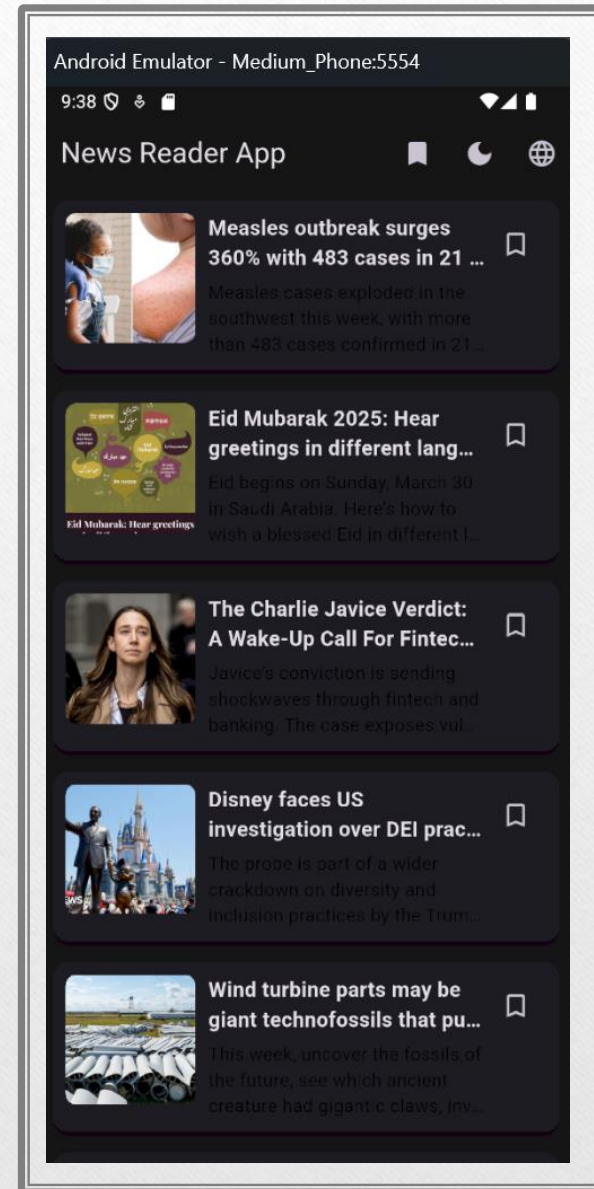 Android Emulator - Medium_Phone:5554
9:38
News Reader App
Measles outbreak surges
360% with 483 cases in 21 ...
Measles cases exploded in the
southwest this week, with more
than 483 cases confirmed in 21...
Eid Mubarak 2025: Hear
greetings in different lang...
Eid begins on Sunday, March 30
in Saudi Arabia. Here's how to
wish a blessed Eid in different l...
Eid Mubarak: Hear greetings
The Charlie Javice Verdict:
A Wake-Up Call For Fintec...
Javice's conviction is sending
shockwaves through fintech and
banking. The case exposes vul...
Disney faces US
investigation over DEI prac...
The probe is part of a wider
crackdown on diversity and
inclusion practices by the Trum...
Wind turbine parts may be
giant technofossils that pu...
This week, uncover the fossils of
the future, see which ancient
creature had gigantic claws, inv...